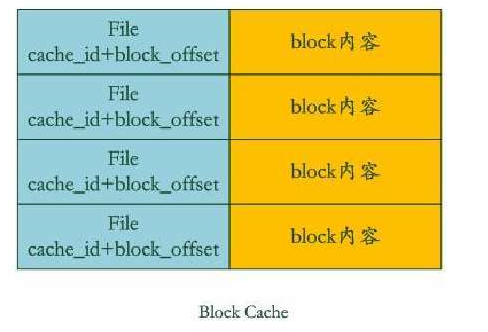 File
cache_id+block_offset
block内容
File
cache_id+block_offset
block内容
File
cache_id+block_offset
block内容
File
cache_id+block_offset
block内容
Block Cache